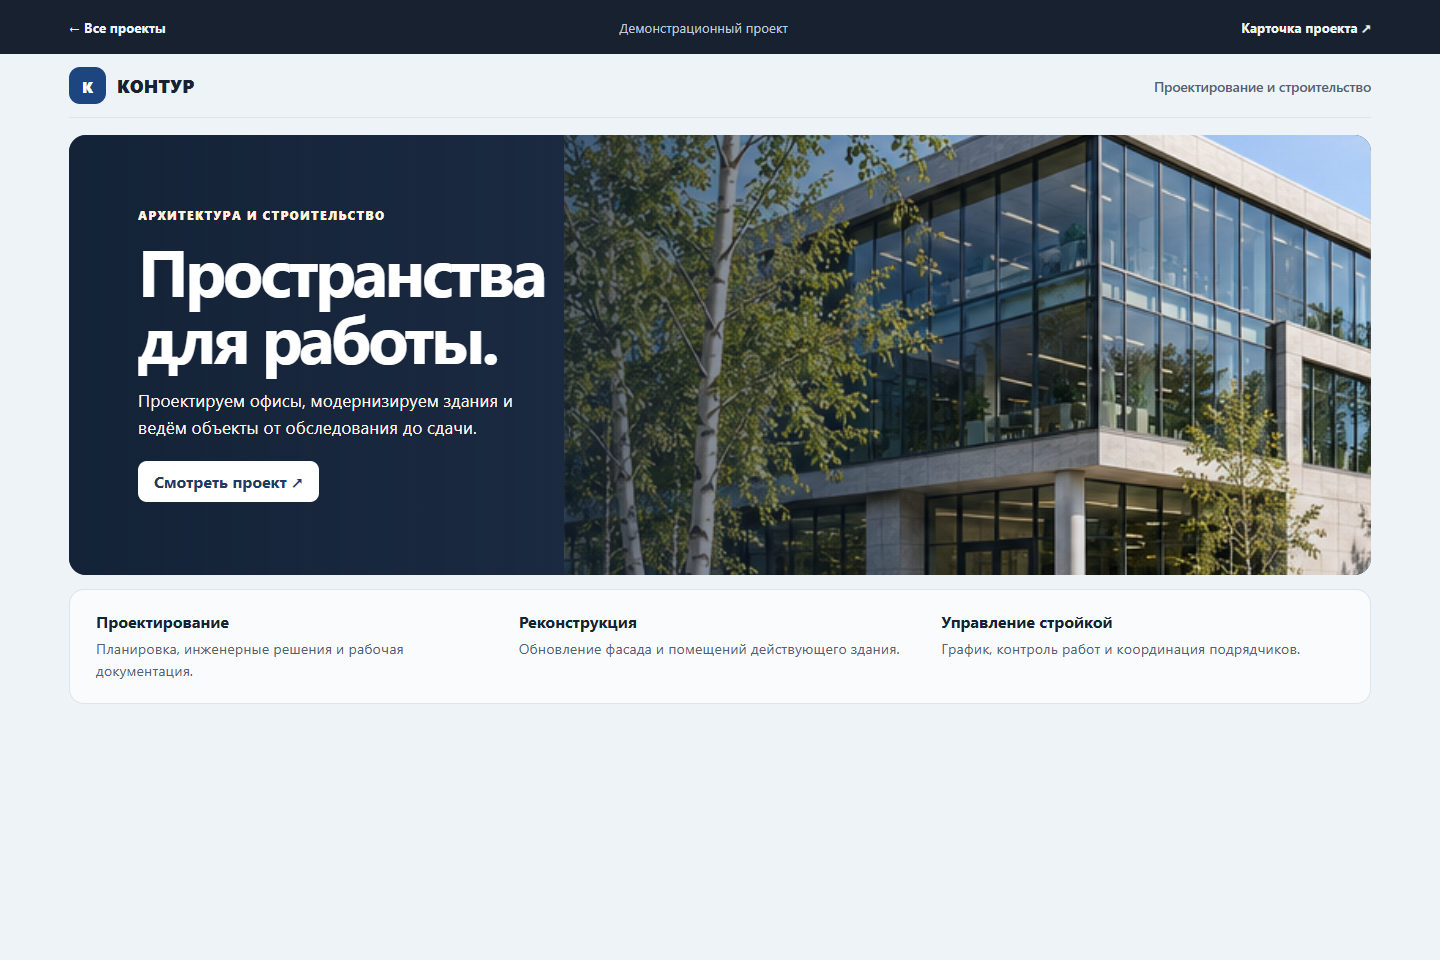 ← Все проекты
Демонстрационный проект
Карточка проекта ↗
К
КОНТУР
Проектирование и строительство
АРХИТЕКТУРА И СТРОИТЕЛЬСТВО
Пространства
для работы.
Проектируем офисы, модернизируем здания и
ведём объекты от обследования до сдачи.
Смотреть проект ↗
Проектирование
Планировка, инженерные решения и рабочая
документация.
Реконструкция
Обновление фасада и помещений действующего здания.
Управление стройкой
График, контроль работ и координация подрядчиков.